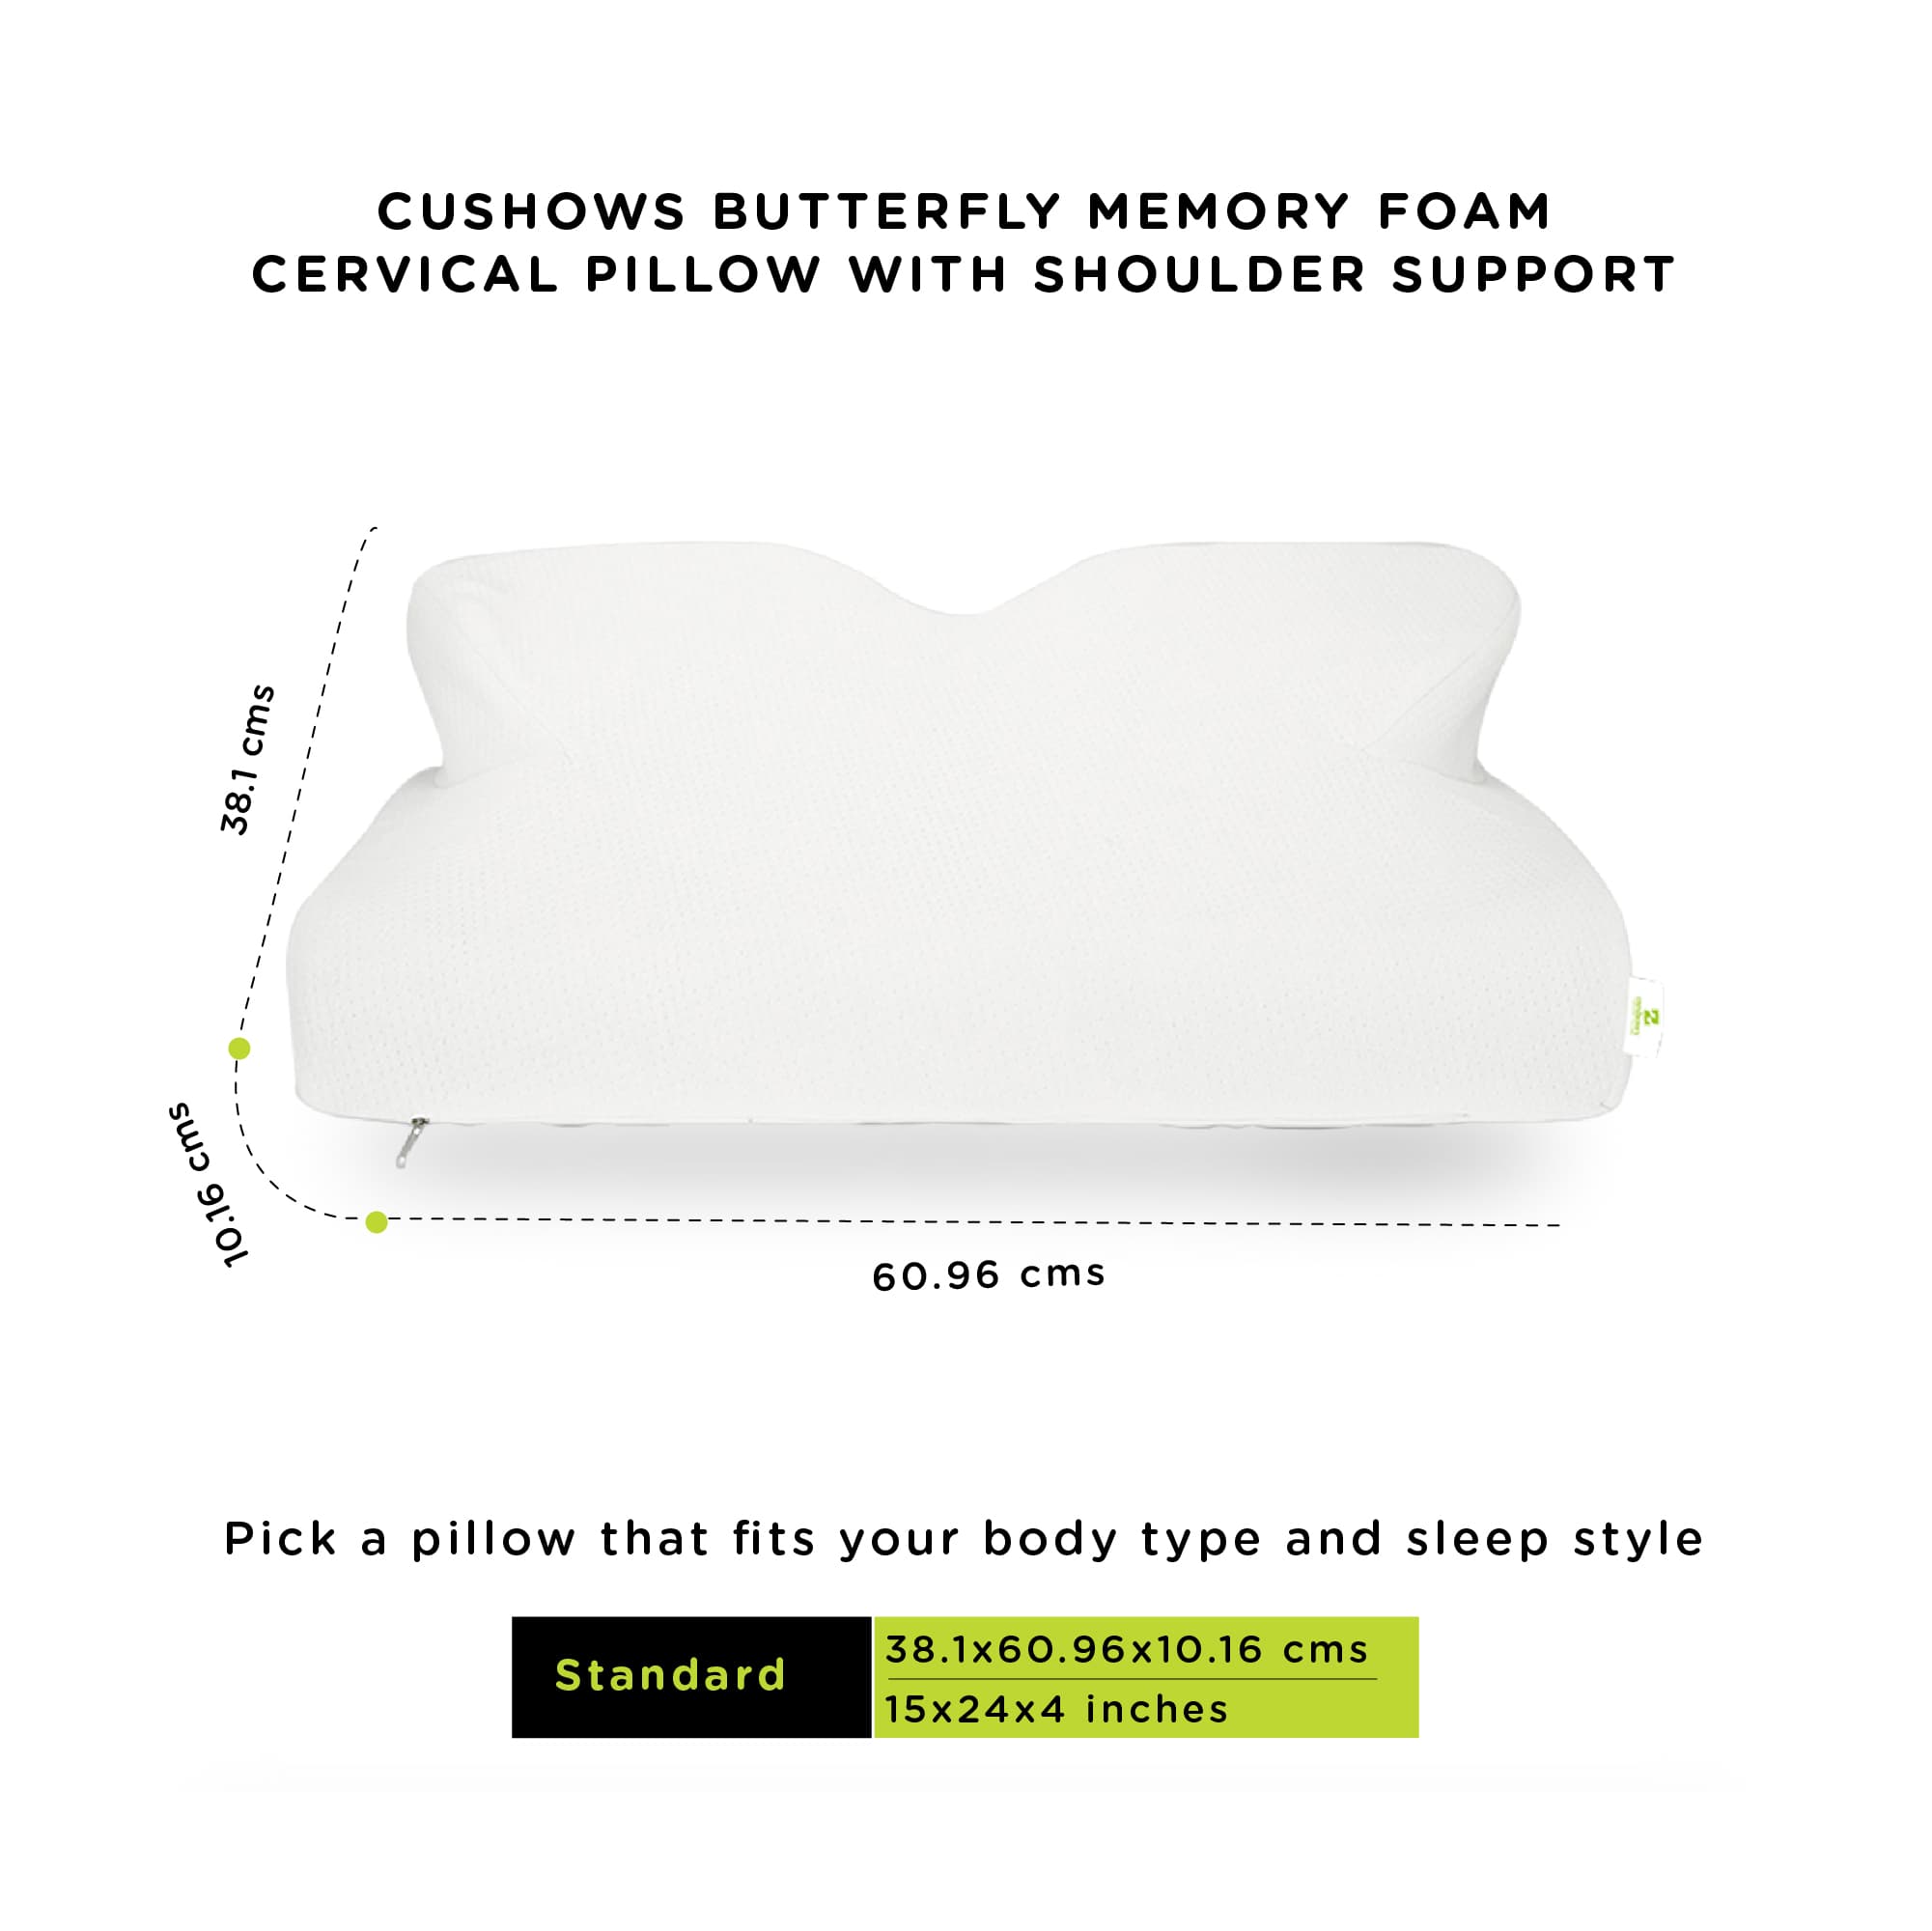 CUSHOWS BUTTERFLY MEMORY FOAM
CERVICAL PILLOW WITH SHOULDER SUPPORT
38.1 cms
10.16 cms
60.96 cms
Pick a pillow that fits your body type and sleep style
Standard
38.1x60.96x10.16 cms
15x24x4 inches